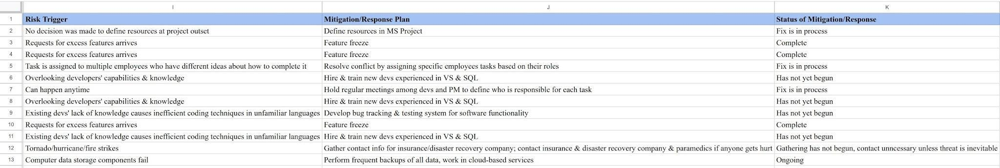 I J K
1 Risk Trigger Mitigation/Response Plan Status of Mitigation/Response
2 No decision was made to define resources at project outset Define resources in MS Project Fix is in process
3 Requests for excess features arrives Feature freeze Complete
4 Requests for excess features arrives Feature freeze Complete
5 Task is assigned to multiple employees who have different ideas about how to complete it Resolve conflict by assigning specific employees tasks based on their roles Fix is in process
6 Overlooking developers' capabilities & knowledge Hire & train new devs experienced in VS & SQL Has not yet begun
7 Can happen anytime Hold regular meetings among devs and PM to define who is responsible for each task Fix is in process
8 Overlooking developers' capabilities & knowledge Hire & train new devs experienced in VS & SQL Has not yet begun
9 Existing devs' lack of knowledge causes inefficient coding techniques in unfamiliar languages Develop bug tracking & testing system for software functionality Has not yet begun
10 Requests for excess features arrives Feature freeze Complete
11 Existing devs' lack of knowledge causes inefficient coding techniques in unfamiliar languages Hire & train new devs experienced in VS & SQL Has not yet begun
12 Tornado/hurricane/fire strikes Gather contact info for insurance/disaster recovery company; contact insurance & disaster recovery company & paramedics if anyone gets hurt Gathering has not begun, contact unncessary unless threat is inevitable
13 Computer data storage components fail Perform frequent backups of all data, work in cloud-based services Ongoing